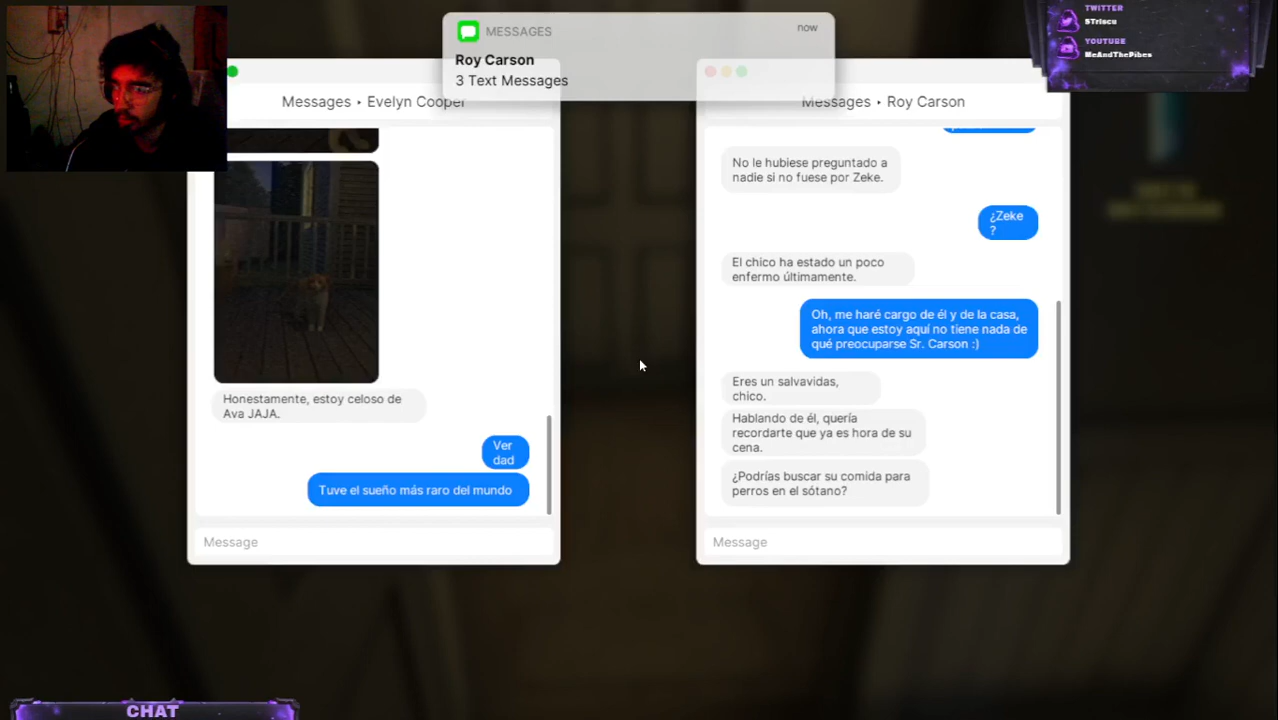 MESSAGES
now
Roy Carson
3 Text Messages
TWITTER
STriscu
YOUTUBE
MeAndThePibes
Messages ▸ Evelyn Cooper
Honestamente, estoy celoso de
Ava JAJA.
Ver
dad
Tuve el sueño más raro del mundo
Message
Messages ▸ Roy Carson
No le hubiese preguntado a
nadie si no fuese por Zeke.
¿Zeke
?
El chico ha estado un poco
enfermo últimamente.
Oh, me haré cargo de él y de la casa,
ahora que estoy aquí no tiene nada de
qué preocuparse Sr. Carson :)
Eres un salvavidas,
chico.
Hablando de él, quería
recordarte que ya es hora de su
cena.
¿Podrías buscar su comida para
perros en el sótano?
Message
CHAT